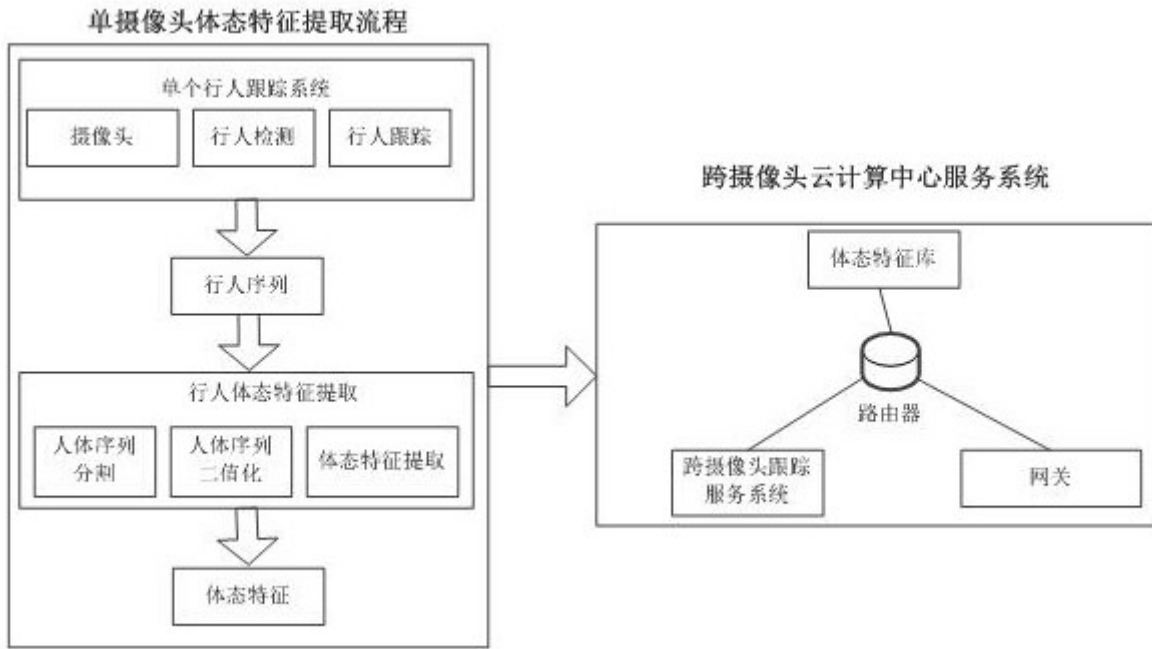 单摄像头体态特征提取流程
单个行人跟踪系统
摄像头
行人检测
行人跟踪
行人序列
行人体态特征提取
人体序列
分割
人体序列
二值化
体态特征提取
体态特征
跨摄像头云计算中心服务系统
体态特征库
路由器
跨摄像头跟踪
服务系统
网关